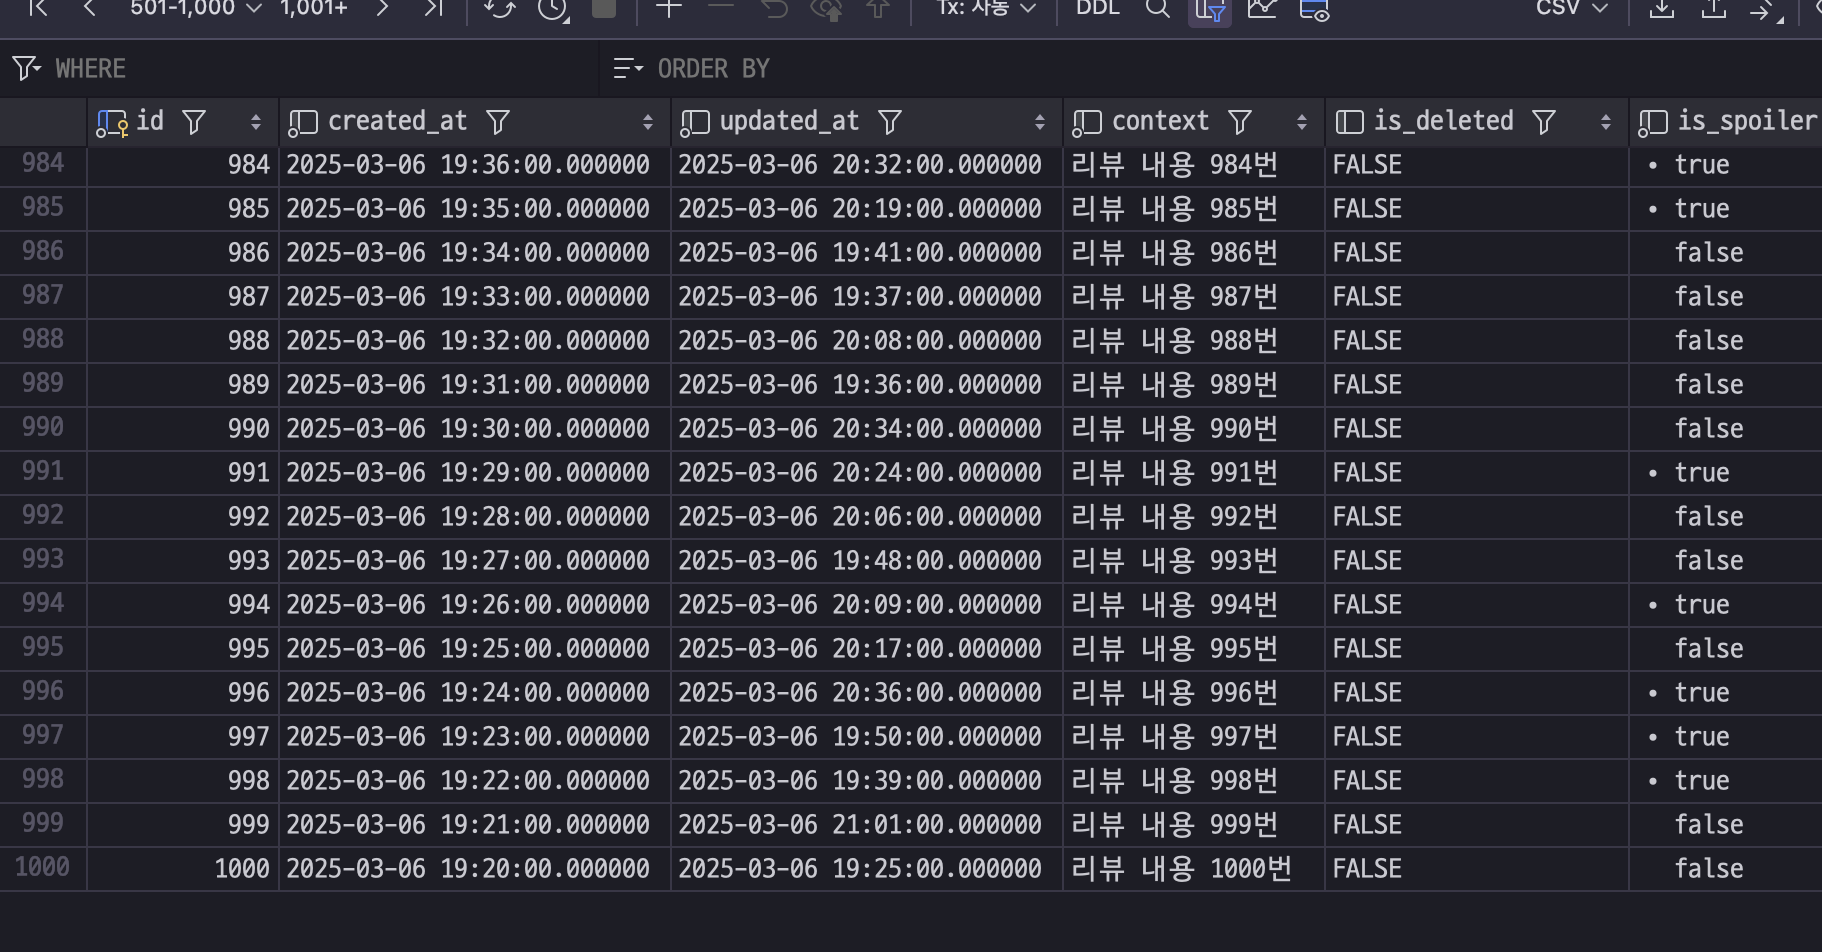 501-1,000 1,001+ Tx: 자동 DDL CSV
WHERE ORDER BY
id created_at updated_at context is_deleted is_spoiler
984 984 2025-03-06 19:36:00.000000 2025-03-06 20:32:00.000000 리뷰 내용 984번 FALSE • true
985 985 2025-03-06 19:35:00.000000 2025-03-06 20:19:00.000000 리뷰 내용 985번 FALSE • true
986 986 2025-03-06 19:34:00.000000 2025-03-06 19:41:00.000000 리뷰 내용 986번 FALSE false
987 987 2025-03-06 19:33:00.000000 2025-03-06 19:37:00.000000 리뷰 내용 987번 FALSE false
988 988 2025-03-06 19:32:00.000000 2025-03-06 20:08:00.000000 리뷰 내용 988번 FALSE false
989 989 2025-03-06 19:31:00.000000 2025-03-06 19:36:00.000000 리뷰 내용 989번 FALSE false
990 990 2025-03-06 19:30:00.000000 2025-03-06 20:34:00.000000 리뷰 내용 990번 FALSE false
991 991 2025-03-06 19:29:00.000000 2025-03-06 20:24:00.000000 리뷰 내용 991번 FALSE • true
992 992 2025-03-06 19:28:00.000000 2025-03-06 20:06:00.000000 리뷰 내용 992번 FALSE false
993 993 2025-03-06 19:27:00.000000 2025-03-06 19:48:00.000000 리뷰 내용 993번 FALSE false
994 994 2025-03-06 19:26:00.000000 2025-03-06 20:09:00.000000 리뷰 내용 994번 FALSE • true
995 995 2025-03-06 19:25:00.000000 2025-03-06 20:17:00.000000 리뷰 내용 995번 FALSE false
996 996 2025-03-06 19:24:00.000000 2025-03-06 20:36:00.000000 리뷰 내용 996번 FALSE • true
997 997 2025-03-06 19:23:00.000000 2025-03-06 19:50:00.000000 리뷰 내용 997번 FALSE • true
998 998 2025-03-06 19:22:00.000000 2025-03-06 19:39:00.000000 리뷰 내용 998번 FALSE • true
999 999 2025-03-06 19:21:00.000000 2025-03-06 21:01:00.000000 리뷰 내용 999번 FALSE false
1000 1000 2025-03-06 19:20:00.000000 2025-03-06 19:25:00.000000 리뷰 내용 1000번 FALSE false